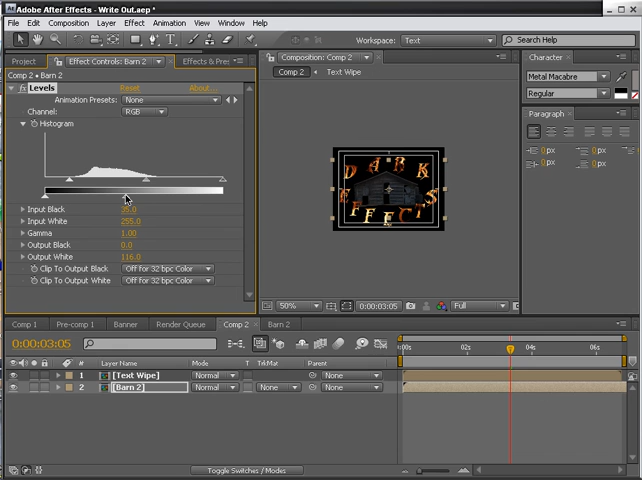 Adobe After Effects - Write Out.aep *
File Edit Composition Layer Effect Animation View Window Help
Workspace: Text Search Help
Project Effect Controls: Barn 2 Effects & Pre
Comp 2 • Barn 2
fx Levels Reset About...
Animation Presets: None
Channel: RGB
Histogram
Input Black 35.0
Input White 255.0
Gamma 1.00
Output Black 0.0
Output White 116.0
Clip To Output Black Off for 32 bpc Color
Clip To Output White Off for 32 bpc Color
Composition: Comp 2
Comp 2 Text Wipe
DARK
EFFECTS
50% 0:00:03:05 Full
Character
Metal Macabre
Regular
Paragraph
0 px 0 px
0 px 0 px
Comp 1 Pre-comp 1 Banner Render Queue Comp 2 Barn 2
0:00:03:05
# Layer Name Mode T TrkMat Parent
1 [Text Wipe] Normal None
2 [Barn 2] Normal None None
:00s 02s 04s 06s
Toggle Switches / Modes